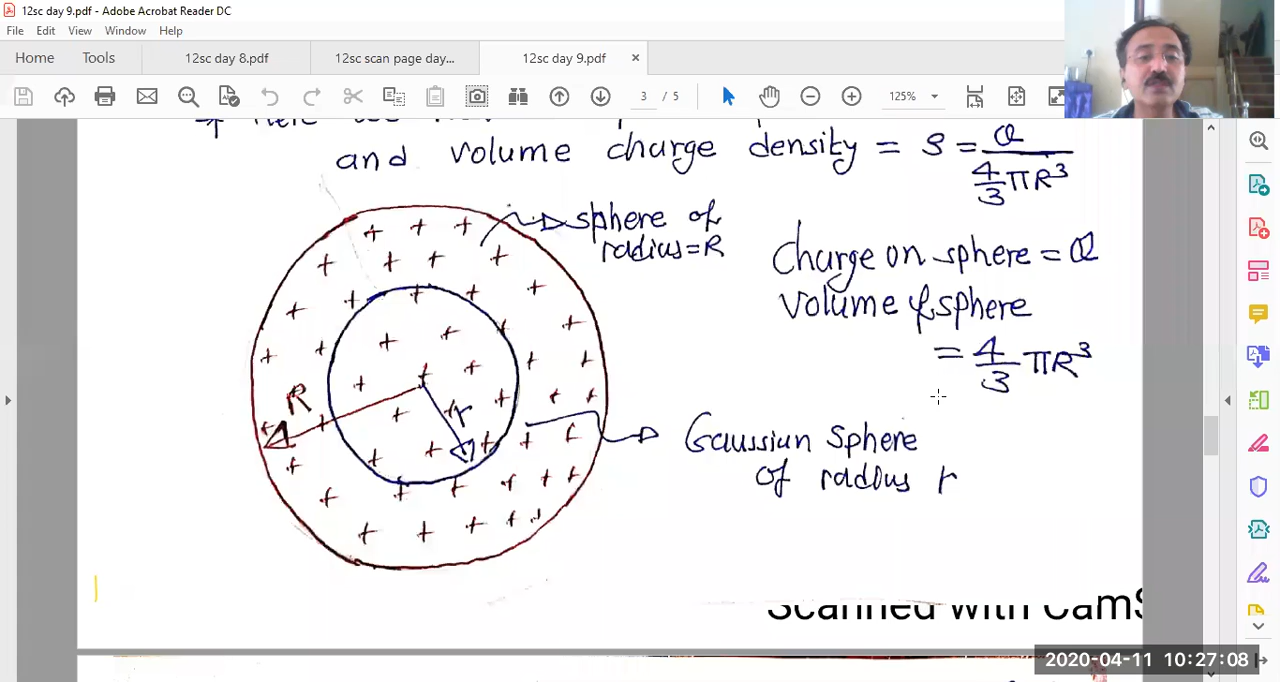 12sc day 9.pdf - Adobe Acrobat Reader DC
File Edit View Window Help
Home Tools 12sc day 8.pdf 12sc scan page day... 12sc day 9.pdf ×
3 / 5 125%
and volume charge density = ρ = Q / 4/3 πR³
sphere of
radius = R
Charge on sphere = Q
volume of sphere
= 4/3 πR³
R
r
Gaussian sphere
of radius r
Scanned with CamS
2020-04-11 10:27:08